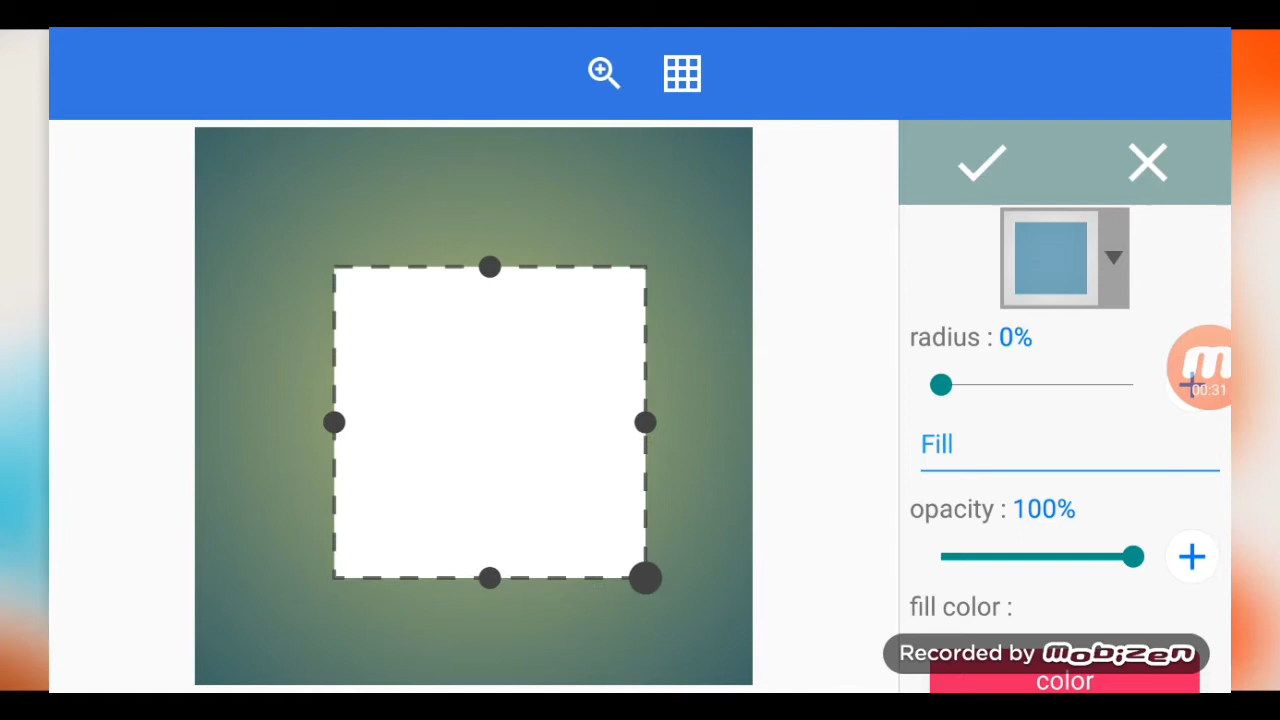 radius : 0%
00:31
Fill
opacity : 100%
fill color :
Recorded by mobizen
color